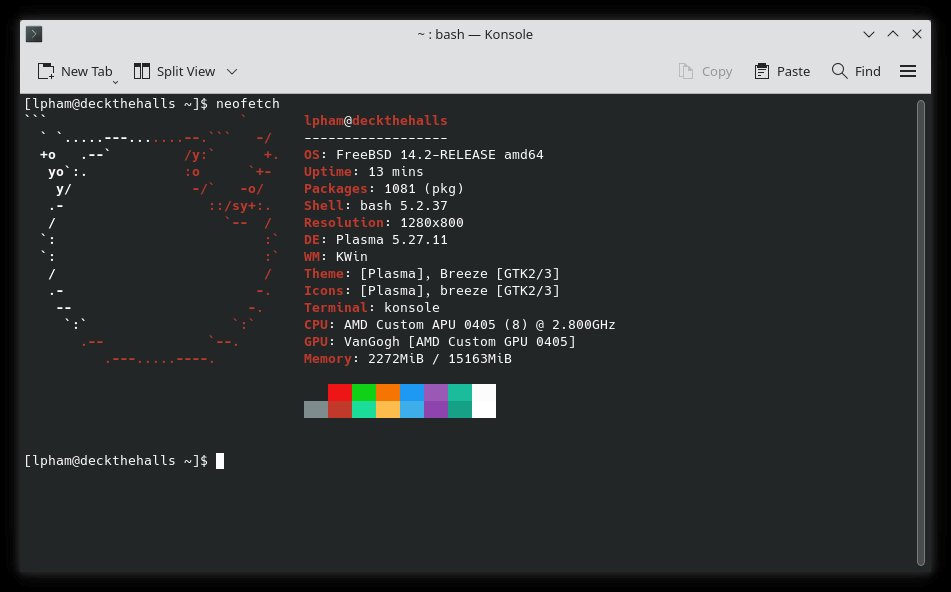 ~ : bash — Konsole
New Tab Split View Copy Paste Find
[lpham@deckthehalls ~]$ neofetch
```                        `       lpham@deckthehalls
  ` `.....---.......--.```   -/    ------------------
  +o   .--`         /y:`      +.   OS: FreeBSD 14.2-RELEASE amd64
   yo`:.            :o      `+-    Uptime: 13 mins
    y/               -/`   -o/     Packages: 1081 (pkg)
   .-                  ::/sy+:.    Shell: bash 5.2.37
   /                     `--  /    Resolution: 1280x800
  `:                          :`   DE: Plasma 5.27.11
  `:                          :`   WM: KWin
   /                          /    Theme: [Plasma], Breeze [GTK2/3]
   .-                        -.    Icons: [Plasma], breeze [GTK2/3]
    --                      -.     Terminal: konsole
     `:`                  `:`      CPU: AMD Custom APU 0405 (8) @ 2.800GHz
       .--             `--.        GPU: VanGogh [AMD Custom GPU 0405]
          .---.....----.           Memory: 2272MiB / 15163MiB
[lpham@deckthehalls ~]$